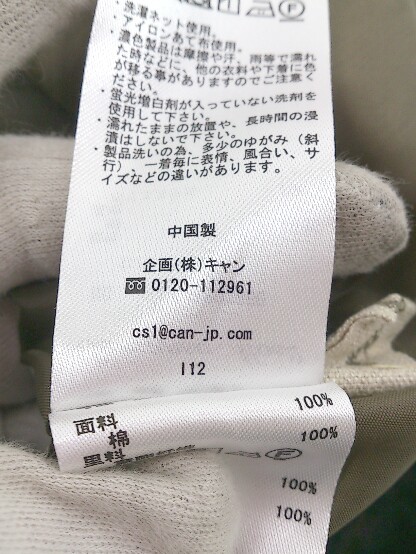 ・洗濯ネット使用。
・アイロンあて布使用。
・濃色製品は摩擦や汗、雨等で濡れ
た時などに、他の衣料や下着に色
が移る事がありますのでご注意く
ださい。
・蛍光増白剤が入っていない洗剤を
使用して下さい。
・濡れたままの放置や、長時間の浸
漬はしないで下さい。
・製品洗いの為、多少のゆがみ(斜
行)、一着毎に表情、風合い、サ
イズなどの違いがあります。
中国製
企画(株)キャン
0120-112961
cs1@can-jp.com
I12
面料 100%
棉 100%
里料
100%
100%